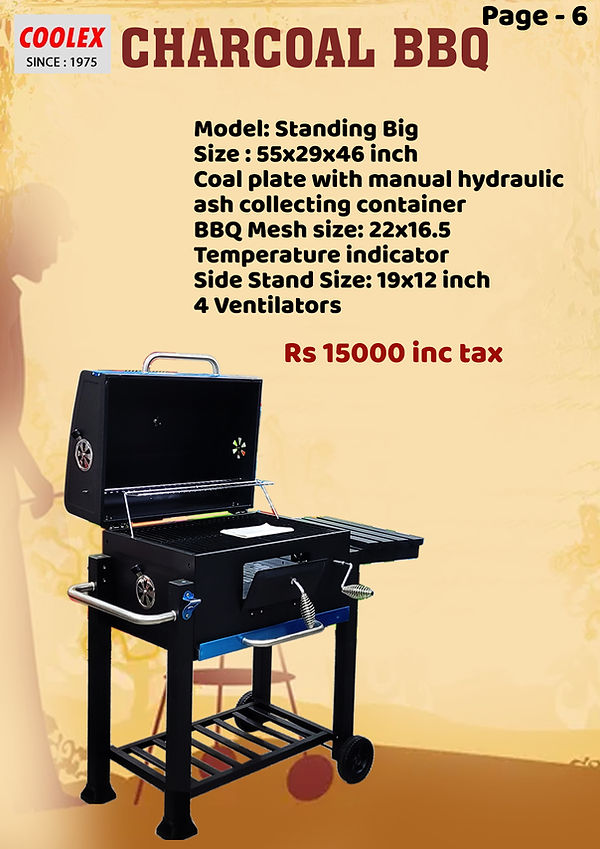 Page - 6
COOLEX
SINCE : 1975
CHARCOAL BBQ
Model: Standing Big
Size : 55x29x46 inch
Coal plate with manual hydraulic
ash collecting container
BBQ Mesh size: 22x16.5
Temperature indicator
Side Stand Size: 19x12 inch
4 Ventilators
Rs 15000 inc tax